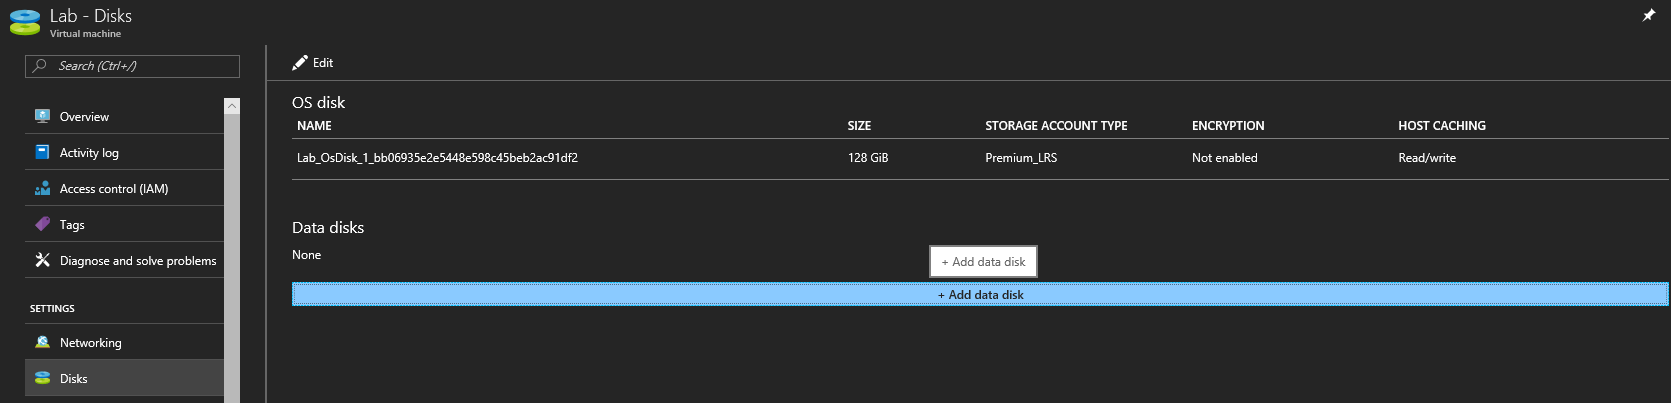 Lab - Disks
Virtual machine
Search (Ctrl+/)
Overview
Activity log
Access control (IAM)
Tags
Diagnose and solve problems
SETTINGS
Networking
Disks
Edit
OS disk
NAME SIZE STORAGE ACCOUNT TYPE ENCRYPTION HOST CACHING
Lab_OsDisk_1_bb06935e2e5448e598c45beb2ac91df2 128 GiB Premium_LRS Not enabled Read/write
Data disks
None
+ Add data disk
+ Add data disk